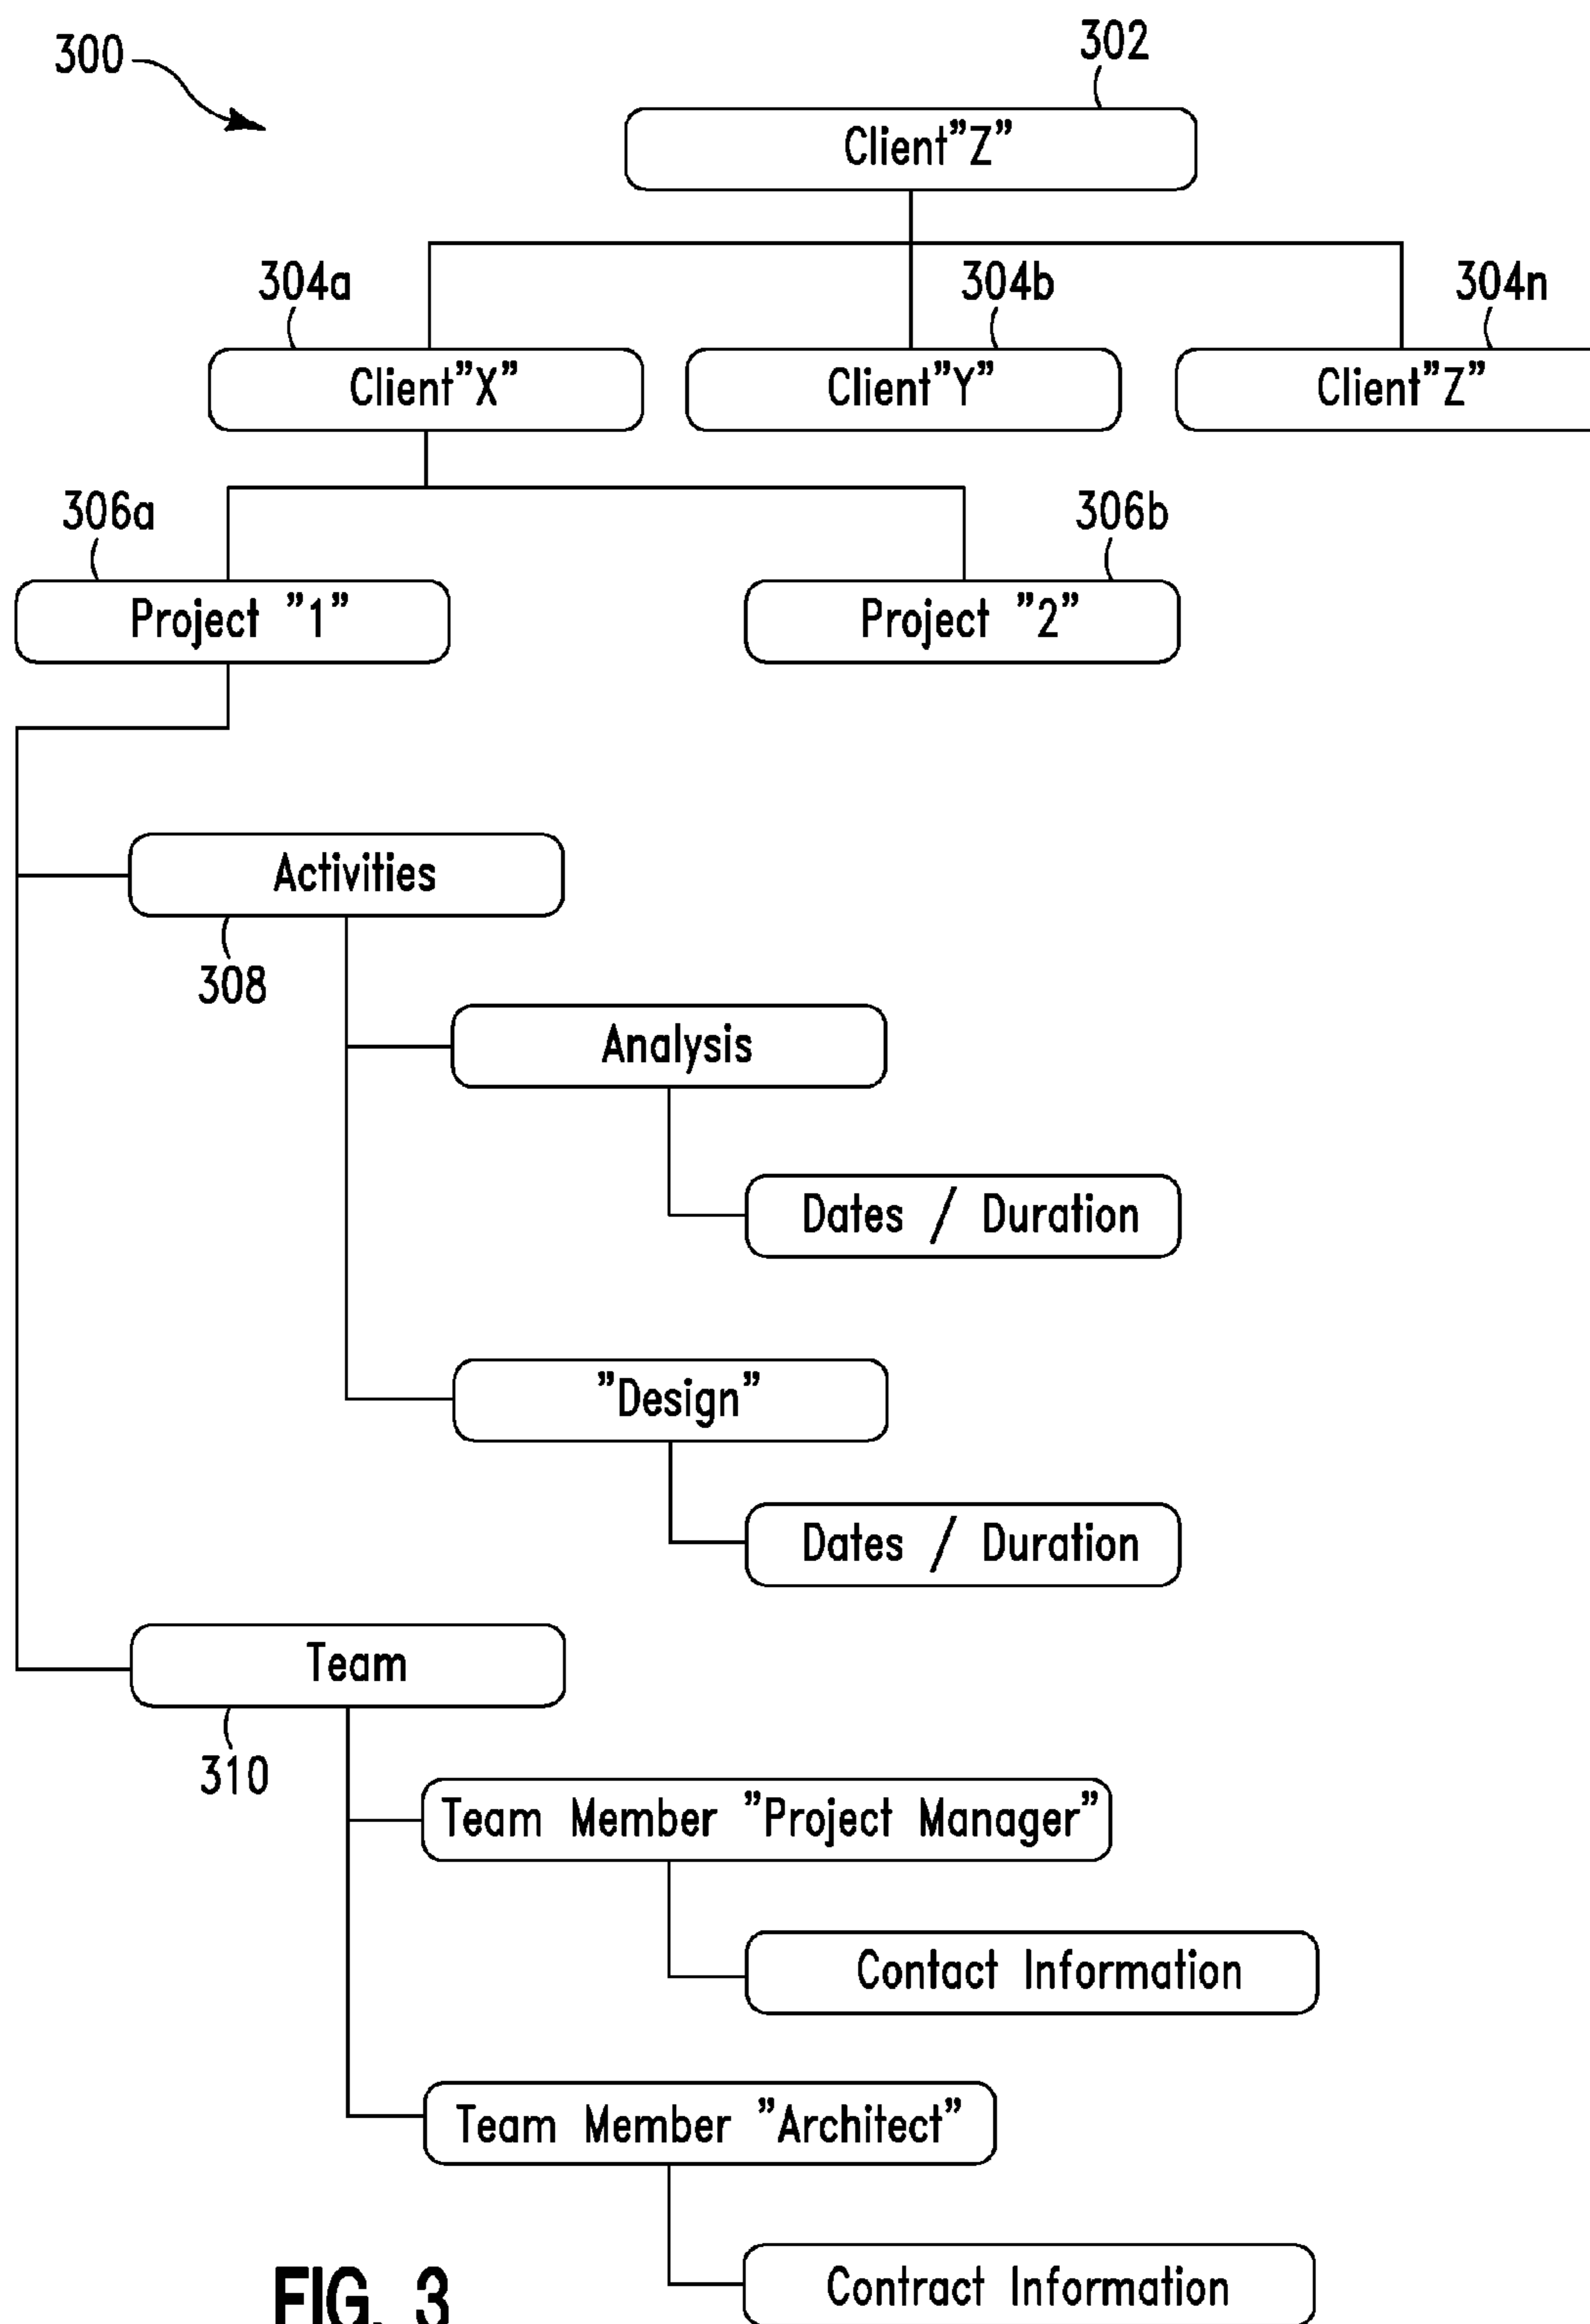 300
302
Client"Z"
304a
304b
304n
Client"X"
Client"Y"
Client"Z"
306a
306b
Project "1"
Project "2"
Activities
308
Analysis
Dates / Duration
"Design"
Dates / Duration
Team
310
Team Member "Project Manager"
Contact Information
Team Member "Architect"
Contract Information
FIG. 3